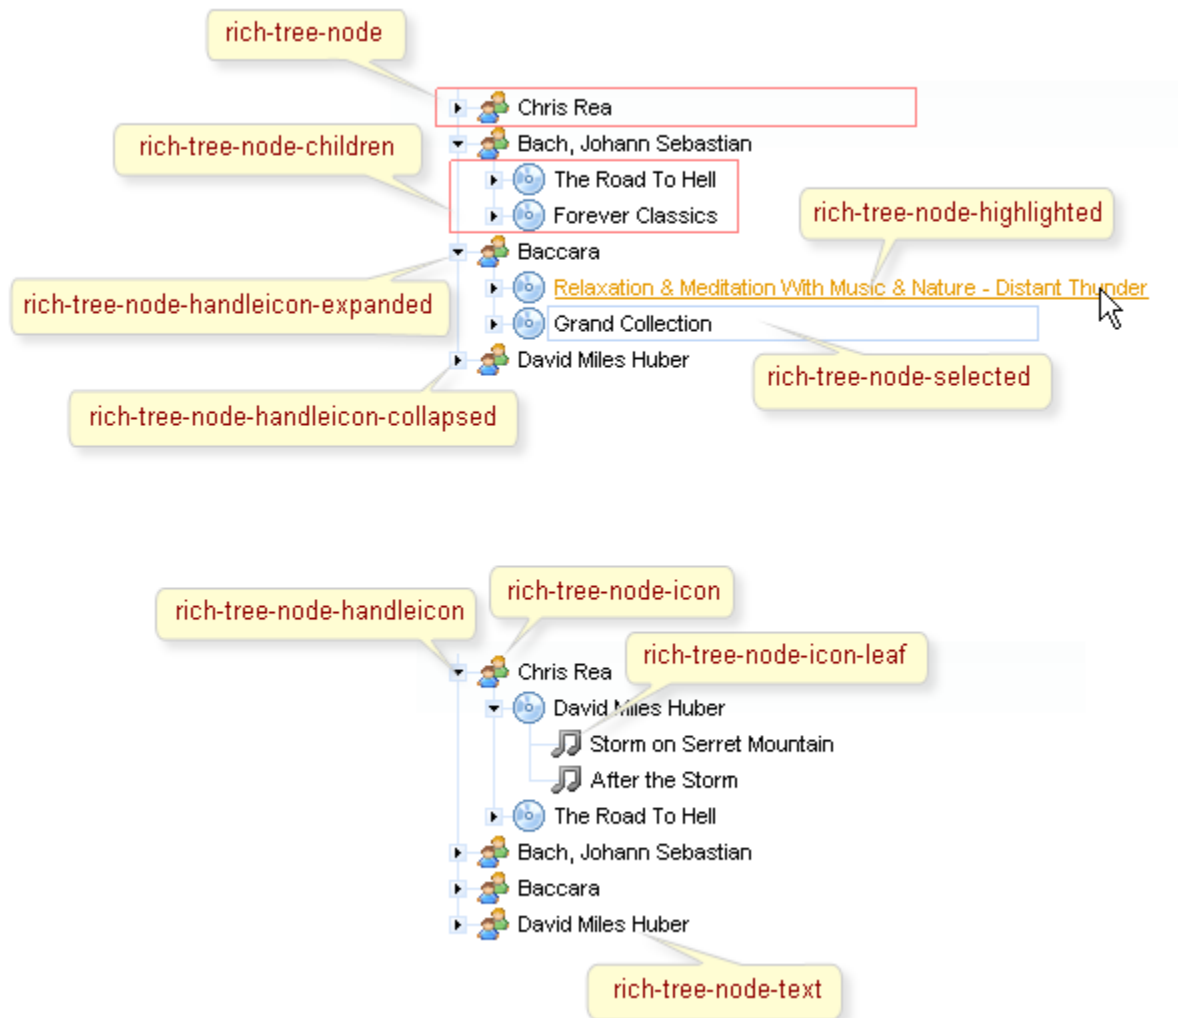 rich-tree-node
Chris Rea
rich-tree-node-children
Bach, Johann Sebastian
The Road To Hell
Forever Classics
rich-tree-node-highlighted
Baccara
Relaxation & Meditation With Music & Nature - Distant Thunder
rich-tree-node-handleicon-expanded
Grand Collection
David Miles Huber
rich-tree-node-selected
rich-tree-node-handleicon-collapsed
rich-tree-node-icon
rich-tree-node-handleicon
rich-tree-node-icon-leaf
Chris Rea
David Miles Huber
Storm on Serret Mountain
After the Storm
The Road To Hell
Bach, Johann Sebastian
Baccara
David Miles Huber
rich-tree-node-text